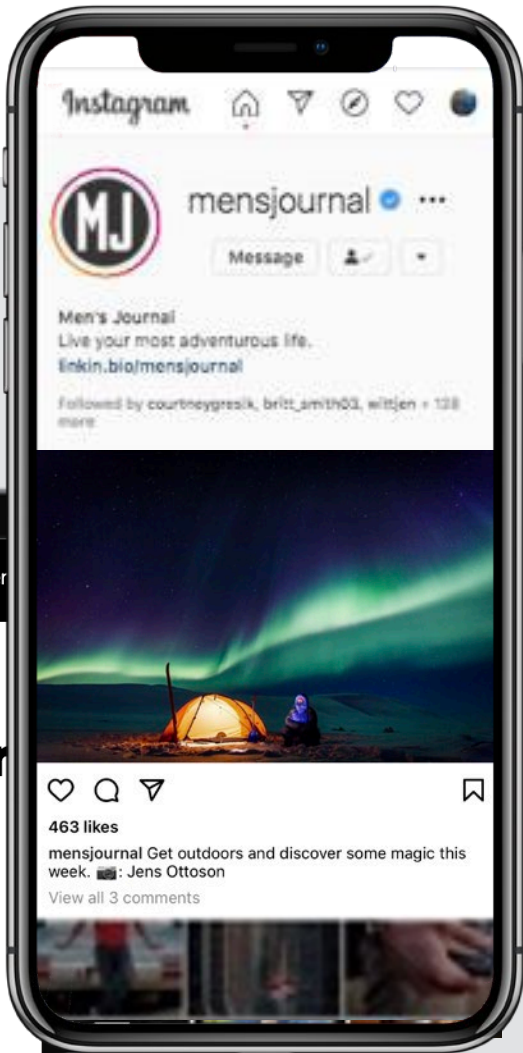 Instagram
MJ
mensjournal
Message
Men's Journal
Live your most adventurous life.
linkin.bio/mensjournal
Followed by courtneygresik, britt_smith03, wittjen + 128
more
463 likes
mensjournal Get outdoors and discover some magic this
week. 📷: Jens Ottoson
View all 3 comments